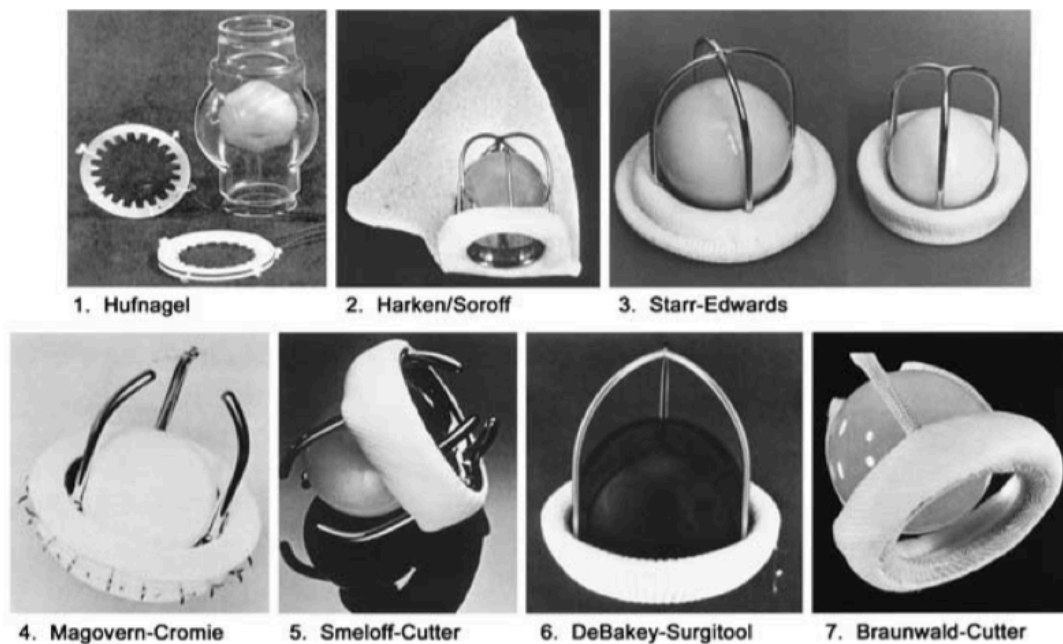 1. Hufnagel
2. Harken/Soroff
3. Starr-Edwards
4. Magovern-Cromie
5. Smeloff-Cutter
6. DeBakey-Surgitool
7. Braunwald-Cutter